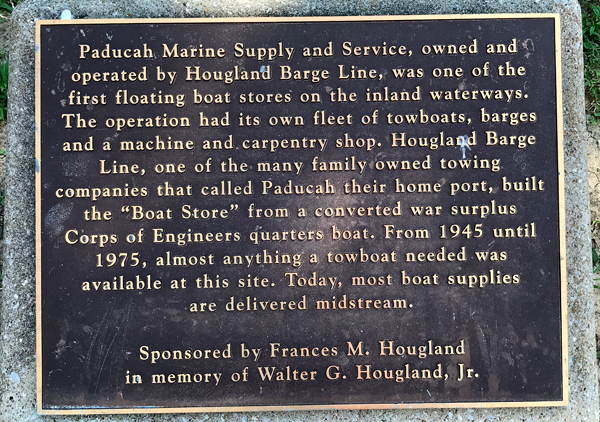 Paducah Marine Supply and Service, owned and
operated by Hougland Barge Line, was one of the
first floating boat stores on the inland waterways.
The operation had its own fleet of towboats, barges
and a machine and carpentry shop. Hougland Barge
Line, one of the many family owned towing
companies that called Paducah their home port, built
the “Boat Store” from a converted war surplus
Corps of Engineers quarters boat. From 1945 until
1975, almost anything a towboat needed was
available at this site. Today, most boat supplies
are delivered midstream.
Sponsored by Frances M. Hougland
in memory of Walter G. Hougland, Jr.